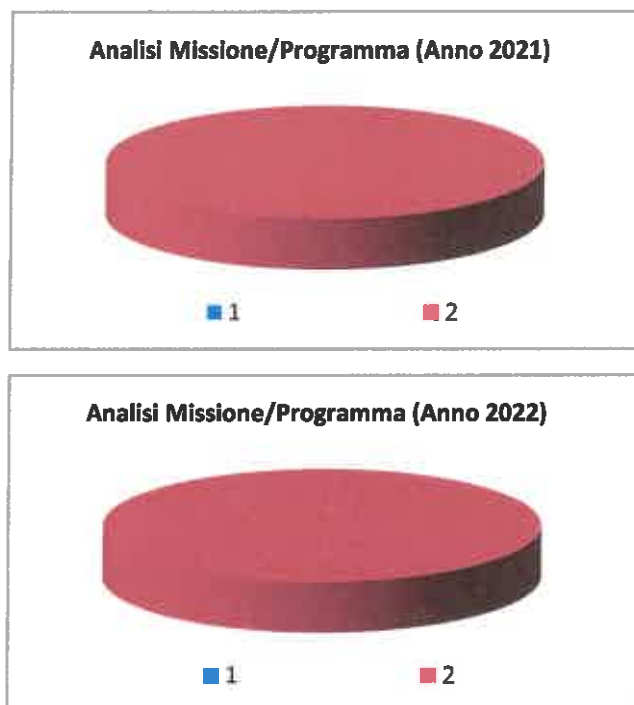 Analisi Missione/Programma (Anno 2021)
1 2
Analisi Missione/Programma (Anno 2022)
1 2